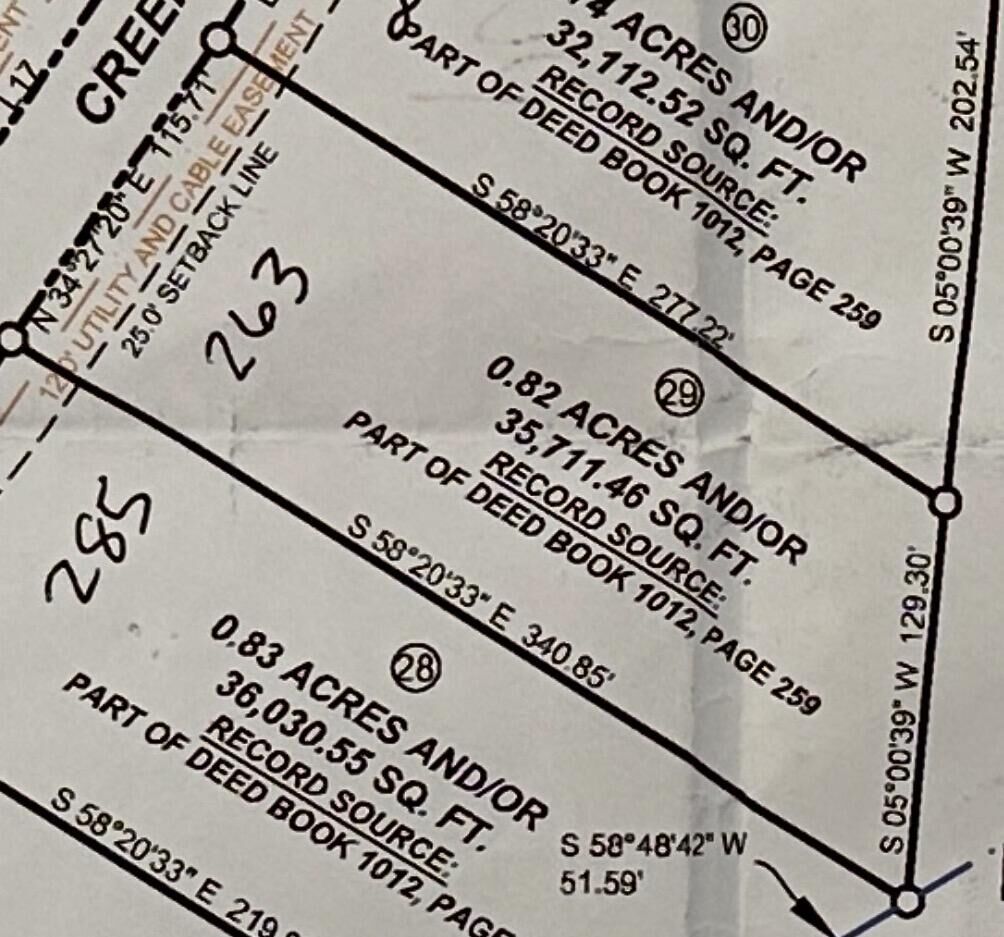 17
CREE
N 34°27'20" E 115.71'
UTILITY AND CABLE EASEMENT
25.0' SETBACK LINE
263
285
8
30
74 ACRES AND/OR
32,112.52 SQ. FT.
RECORD SOURCE:
PART OF DEED BOOK 1012, PAGE 259
S 05°00'39" W 202.54'
S 58°20'33" E 277.22'
29
0.82 ACRES AND/OR
35,711.46 SQ. FT.
RECORD SOURCE:
PART OF DEED BOOK 1012, PAGE 259
S 05°00'39" W 129.30'
S 58°20'33" E 340.85'
28
0.83 ACRES AND/OR
36,030.55 SQ. FT.
RECORD SOURCE:
PART OF DEED BOOK 1012, PAGE
S 58°48'42" W
51.59'
S 58°20'33" E 219